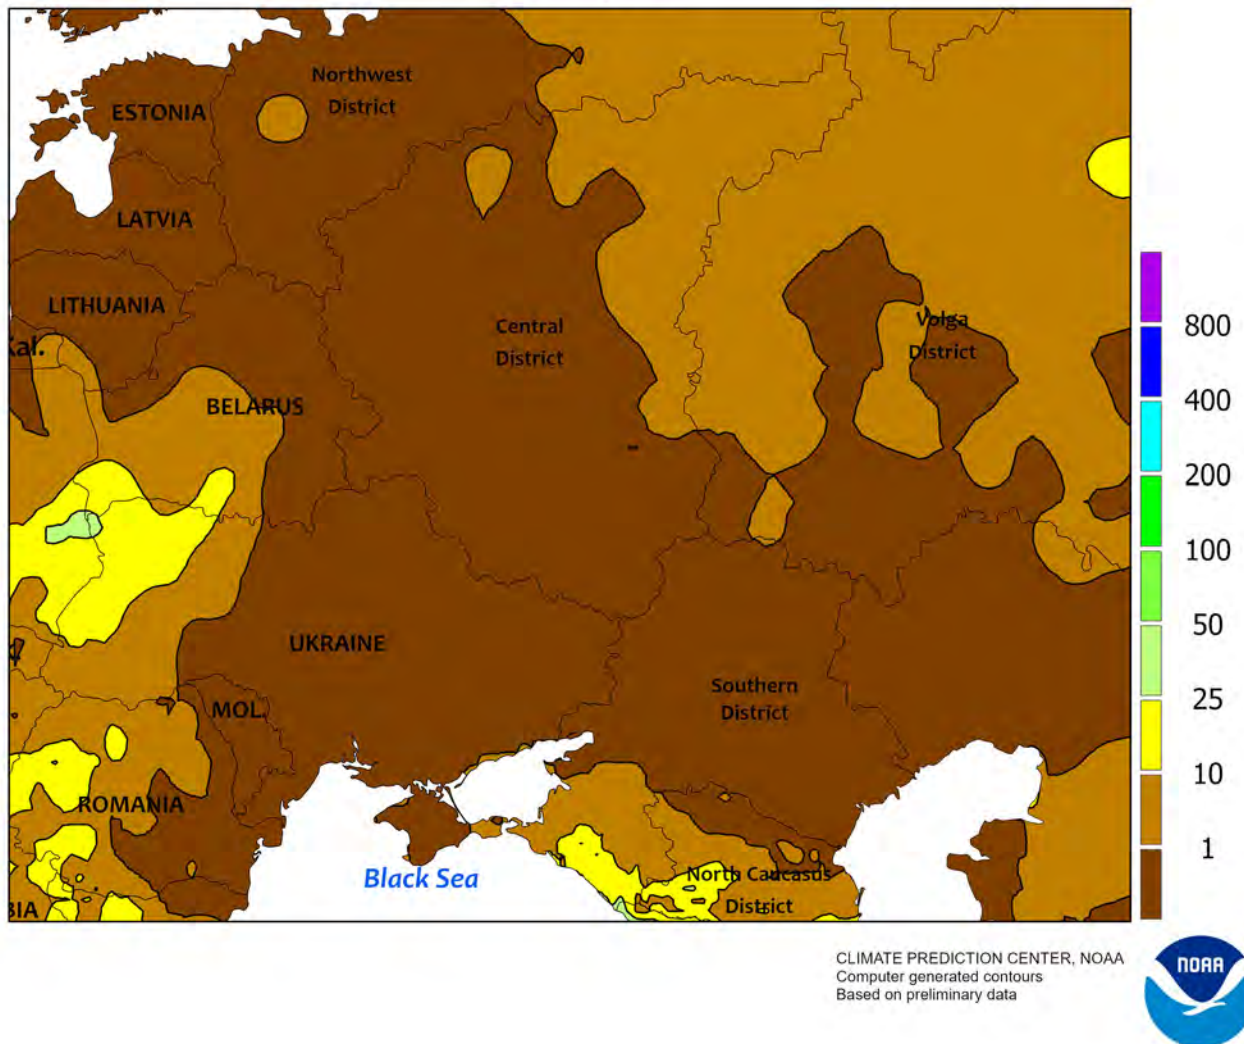 Northwest
District
ESTONIA
LATVIA
LITHUANIA
Kal.
Central
District
Volga
District
BELARUS
UKRAINE
Southern
District
MOL.
ROMANIA
Black Sea
North Caucasus
District
BIA
800
400
200
100
50
25
10
1
CLIMATE PREDICTION CENTER, NOAA
Computer generated contours
Based on preliminary data
NOAA